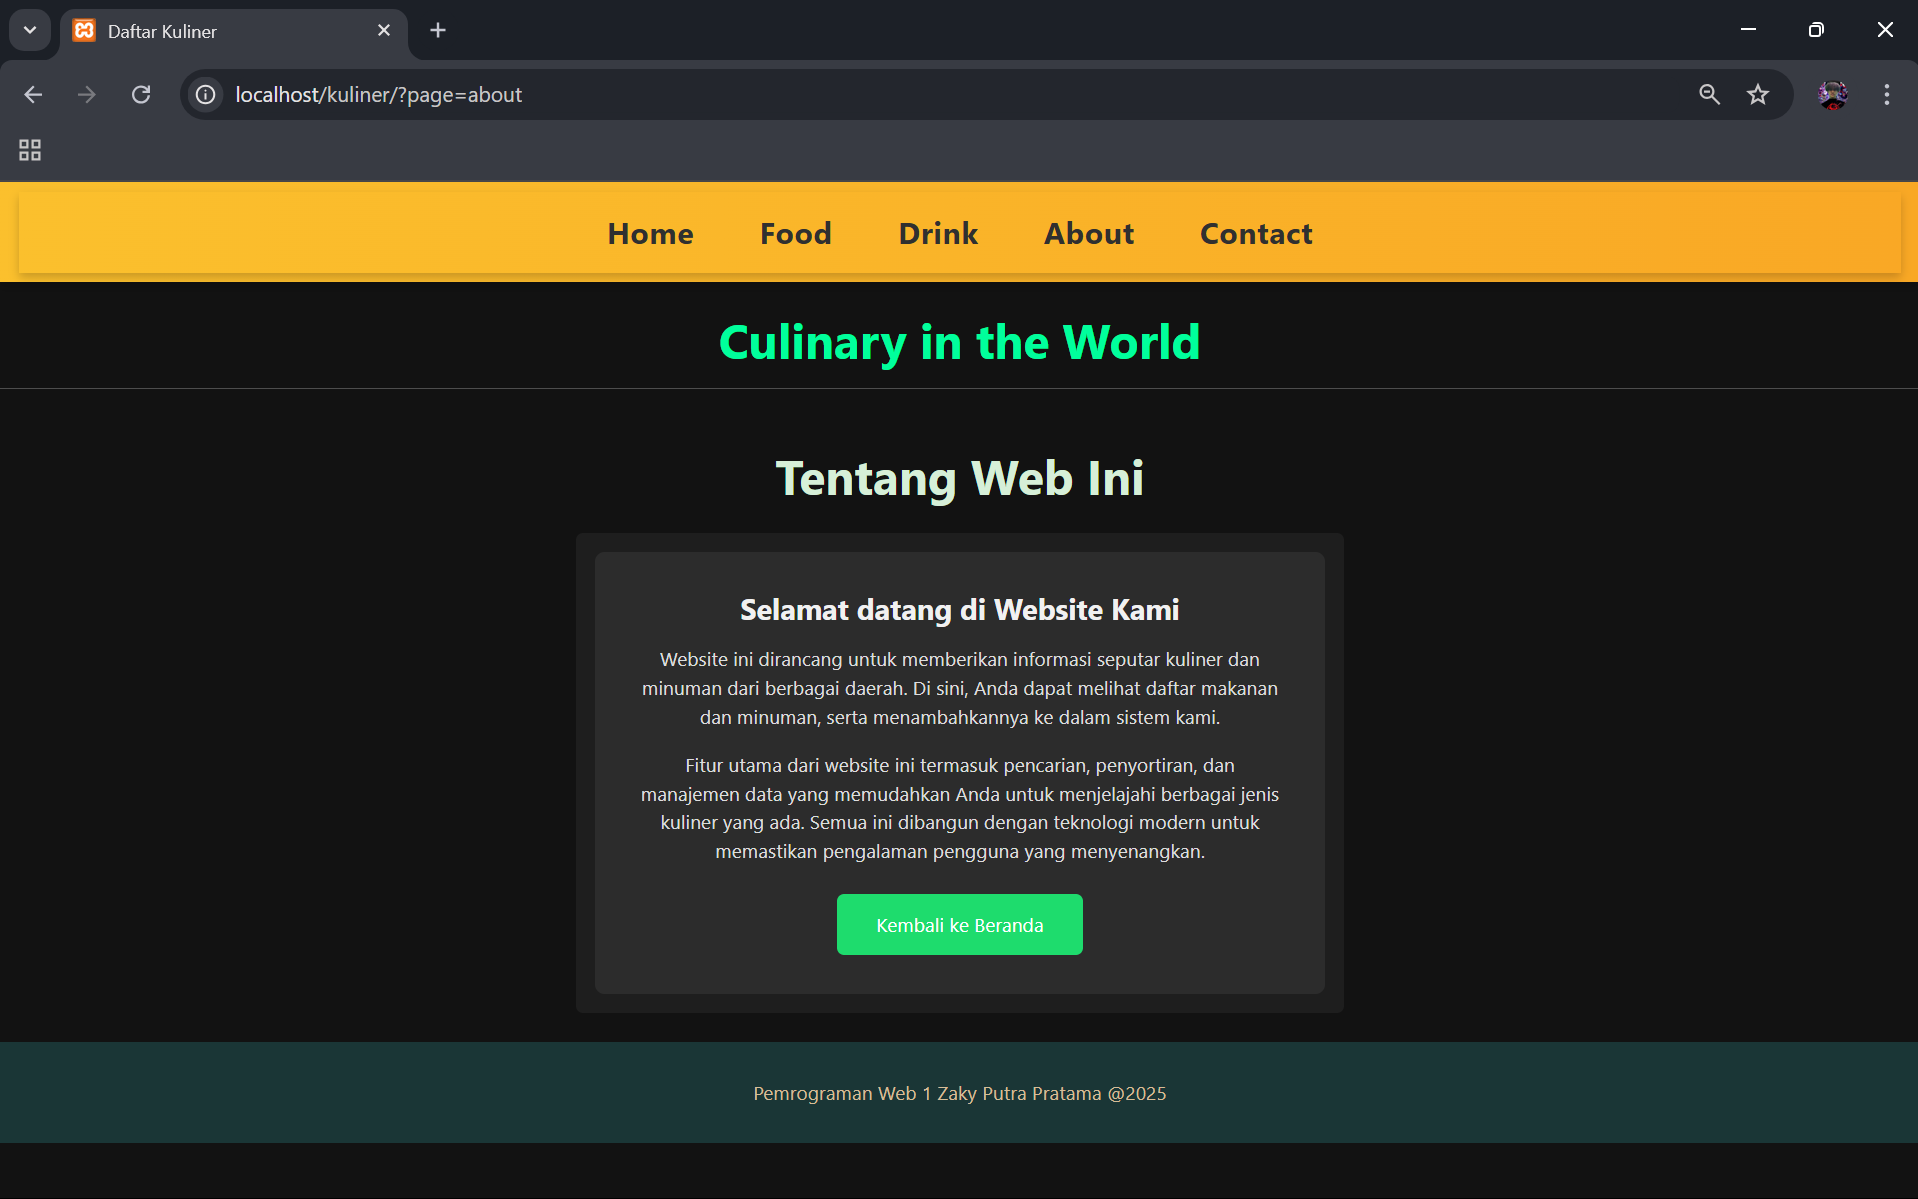 Daftar Kuliner
localhost/kuliner/?page=about
Home Food Drink About Contact
Culinary in the World
Tentang Web Ini
Selamat datang di Website Kami
Website ini dirancang untuk memberikan informasi seputar kuliner dan
minuman dari berbagai daerah. Di sini, Anda dapat melihat daftar makanan
dan minuman, serta menambahkannya ke dalam sistem kami.
Fitur utama dari website ini termasuk pencarian, penyortiran, dan
manajemen data yang memudahkan Anda untuk menjelajahi berbagai jenis
kuliner yang ada. Semua ini dibangun dengan teknologi modern untuk
memastikan pengalaman pengguna yang menyenangkan.
Kembali ke Beranda
Pemrograman Web 1 Zaky Putra Pratama @2025